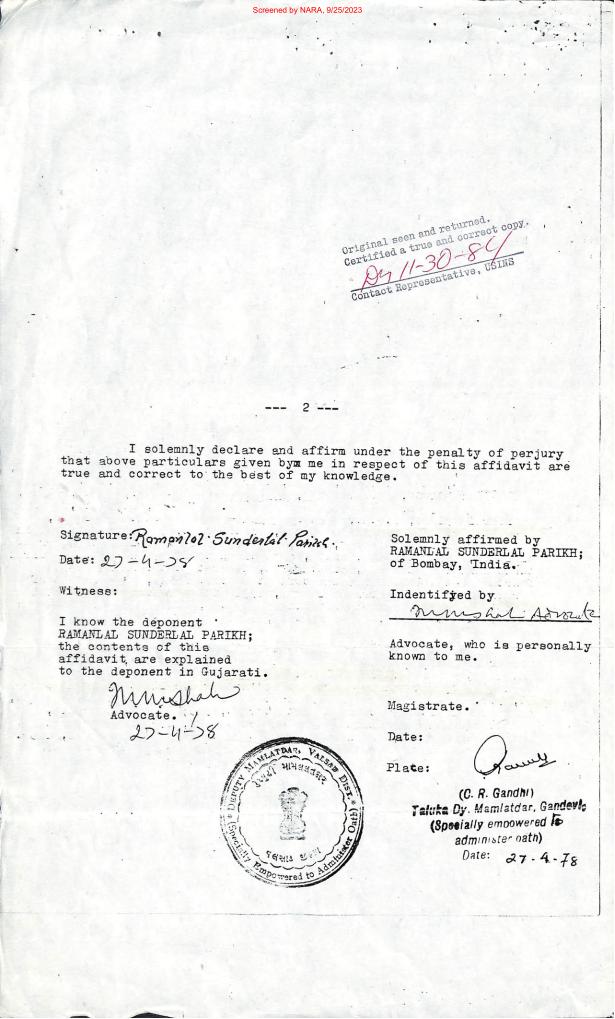 Screened by NARA, 9/25/2023
Original seen and returned.
Certified a true and correct copy.
11-30-84
Contact Representative, USINS
--- 2 ---
I solemnly declare and affirm under the penalty of perjury
that above particulars given bym me in respect of this affidavit are
true and correct to the best of my knowledge.
Signature: Ramanlal Sunderlal Parikh.
Date: 27-4-78
Witness:
I know the deponent
RAMANLAL SUNDERLAL PARIKH;
the contents of this
affidavit, are explained
to the deponent in Gujarati.
Advocate.
27-4-78
Solemnly affirmed by
RAMANLAL SUNDERLAL PARIKH;
of Bombay, India.
Indentifyed by
Advocate
Advocate, who is personally
known to me.
Magistrate.
Date:
Place:
(C. R. Gandhi)
Taluka Dy. Mamlatdar, Gandevi
(Specially empowered to
administer oath)
Date: 27-4-78
DEPUTY MAMLATDAR, VALSAD DIST.
(Specially Empowered to Administer Oath)